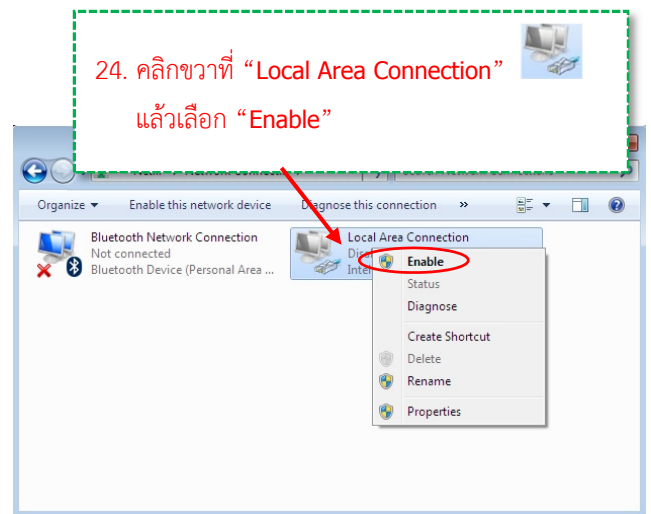 24. คลิกขวาที่ “Local Area Connection”
แล้วเลือก “Enable”
Organize
Enable this network device
Diagnose this connection
»
Bluetooth Network Connection
Not connected
Bluetooth Device (Personal Area ...
Local Area Connection
Enable
Status
Diagnose
Create Shortcut
Delete
Rename
Properties